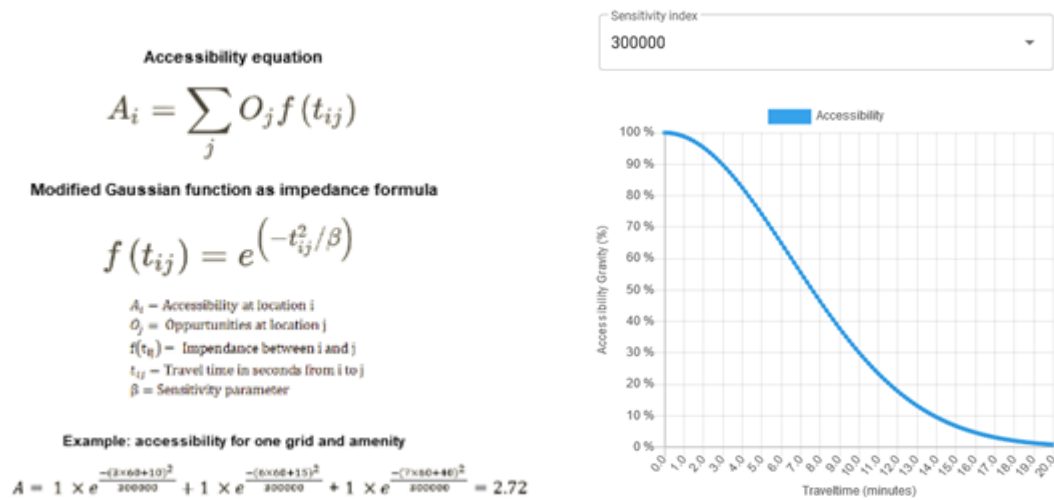 Accessibility equation
A_i = ∑_j O_j f (t_ij)
Modified Gaussian function as impedance formula
f (t_ij) = e^(−t_ij^2/β)
A_i = Accessibility at location i
O_j = Oppurtunities at location j
f(t_ij) = Impendance between i and j
t_ij = Travel time in seconds from i to j
β = Sensitivity parameter
Example: accessibility for one grid and amenity
A = 1 × e^(−(3×60+10)^2/300000) + 1 × e^(−(6×60+15)^2/300000) + 1 × e^(−(7×60+40)^2/300000) = 2.72
Sensitivity index
300000
Accessibility
100 %
90 %
80 %
70 %
60 %
50 %
40 %
30 %
20 %
10 %
0 %
Accessibility Gravity (%)
0.0 1.0 2.0 3.0 4.0 5.0 6.0 7.0 8.0 9.0 10.0 11.0 12.0 13.0 14.0 15.0 16.0 17.0 18.0 19.0 20.0
Traveltime (minutes)